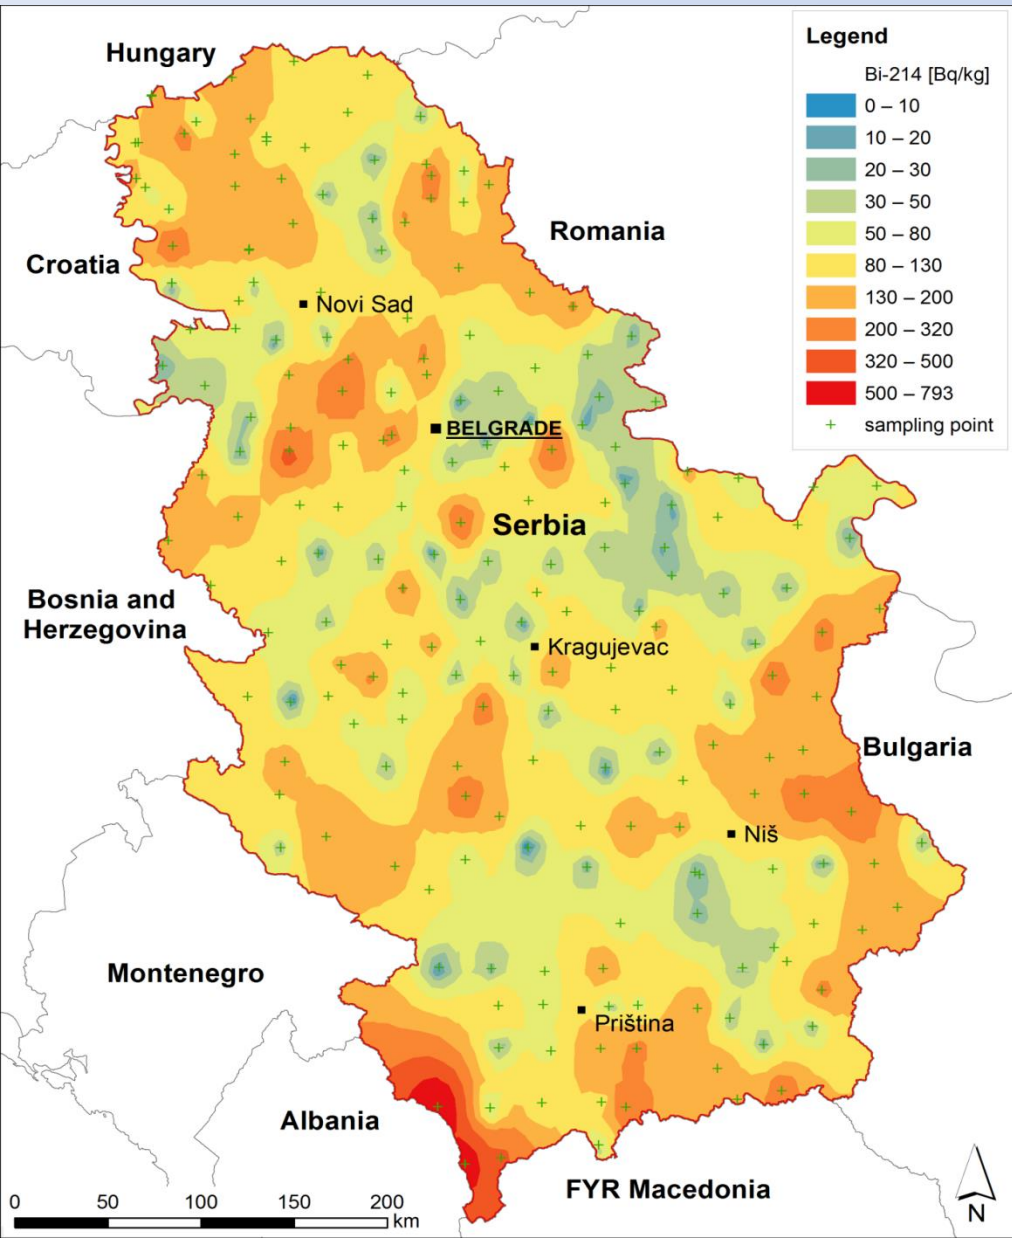 Hungary
Legend
Bi-214 [Bq/kg]
0 – 10
10 – 20
20 – 30
30 – 50
50 – 80
80 – 130
130 – 200
200 – 320
320 – 500
500 – 793
sampling point
Romania
Croatia
Novi Sad
BELGRADE
Serbia
Bosnia and
Herzegovina
Kragujevac
Bulgaria
Niš
Montenegro
Priština
Albania
FYR Macedonia
0 50 100 150 200
km
N